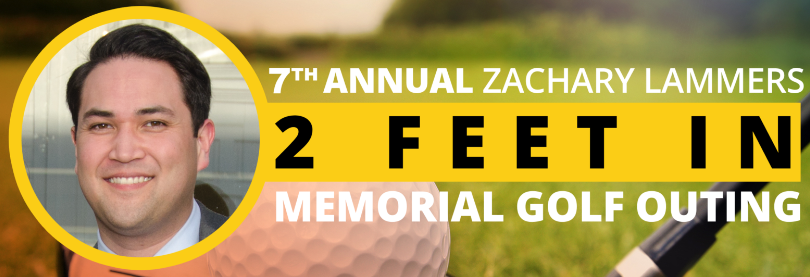 7TH ANNUAL ZACHARY LAMMERS
2 FEET IN
MEMORIAL GOLF OUTING